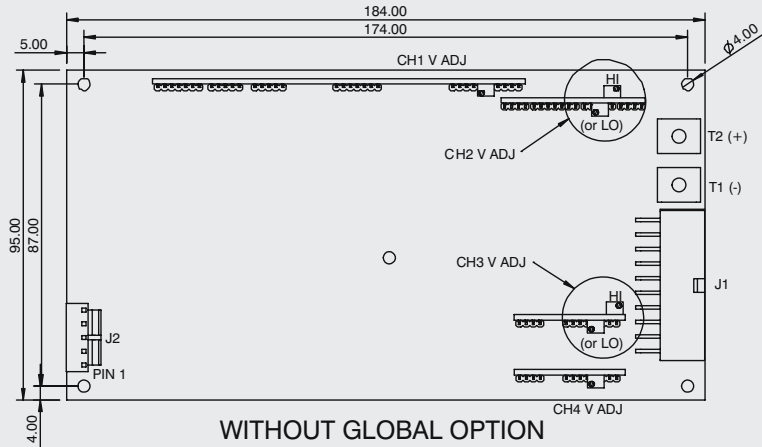 184.00
5.00
174.00
Ø4.00
CH1 V ADJ
HI
(or LO)
CH2 V ADJ
T2 (+)
T1 (-)
95.00
87.00
CH3 V ADJ
HI
J1
(or LO)
J2
PIN 1
CH4 V ADJ
4.00
WITHOUT GLOBAL OPTION